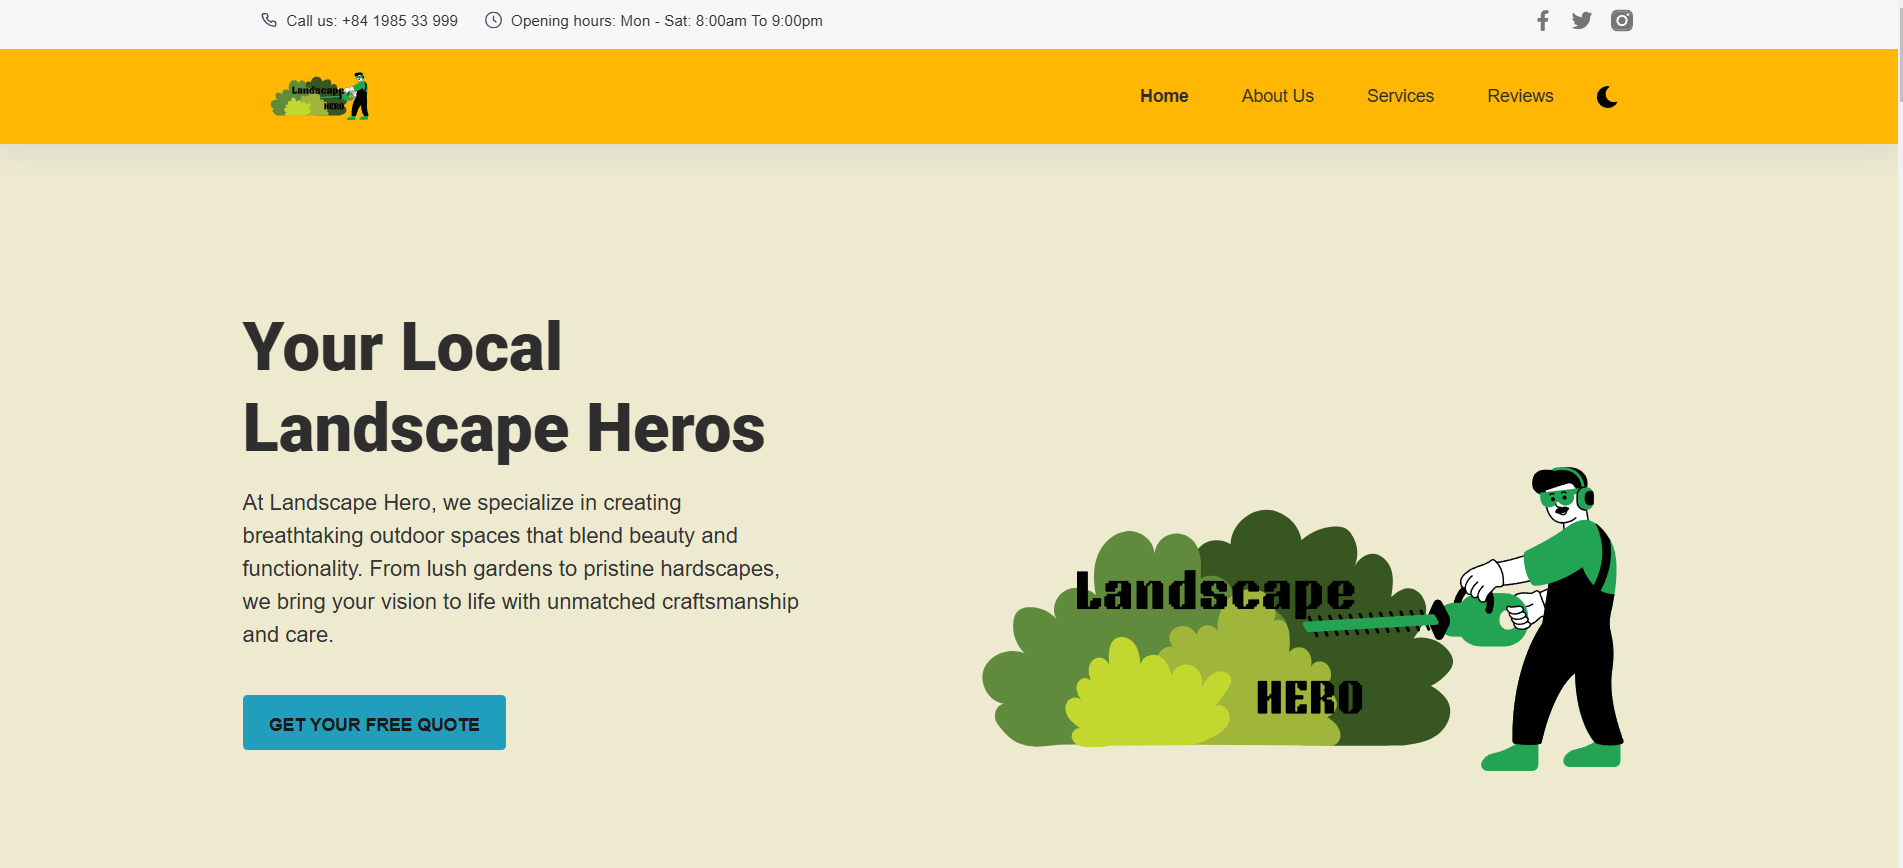 Call us: +84 1985 33 999
Opening hours: Mon - Sat: 8:00am To 9:00pm
Landscape
HERO
Home
About Us
Services
Reviews
Your Local
Landscape Heros
At Landscape Hero, we specialize in creating
breathtaking outdoor spaces that blend beauty and
functionality. From lush gardens to pristine hardscapes,
we bring your vision to life with unmatched craftsmanship
and care.
GET YOUR FREE QUOTE
Landscape
HERO